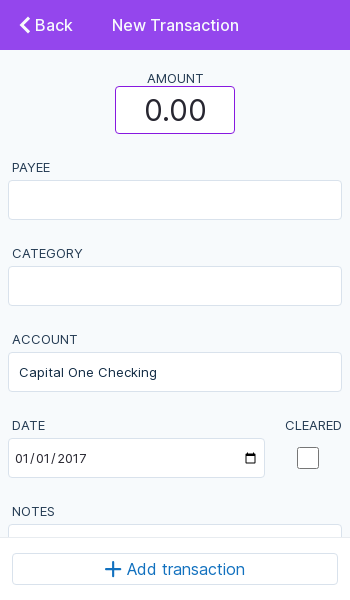 Back New Transaction
AMOUNT
0.00
PAYEE
CATEGORY
ACCOUNT
Capital One Checking
DATE CLEARED
01/01/2017
NOTES
Add transaction